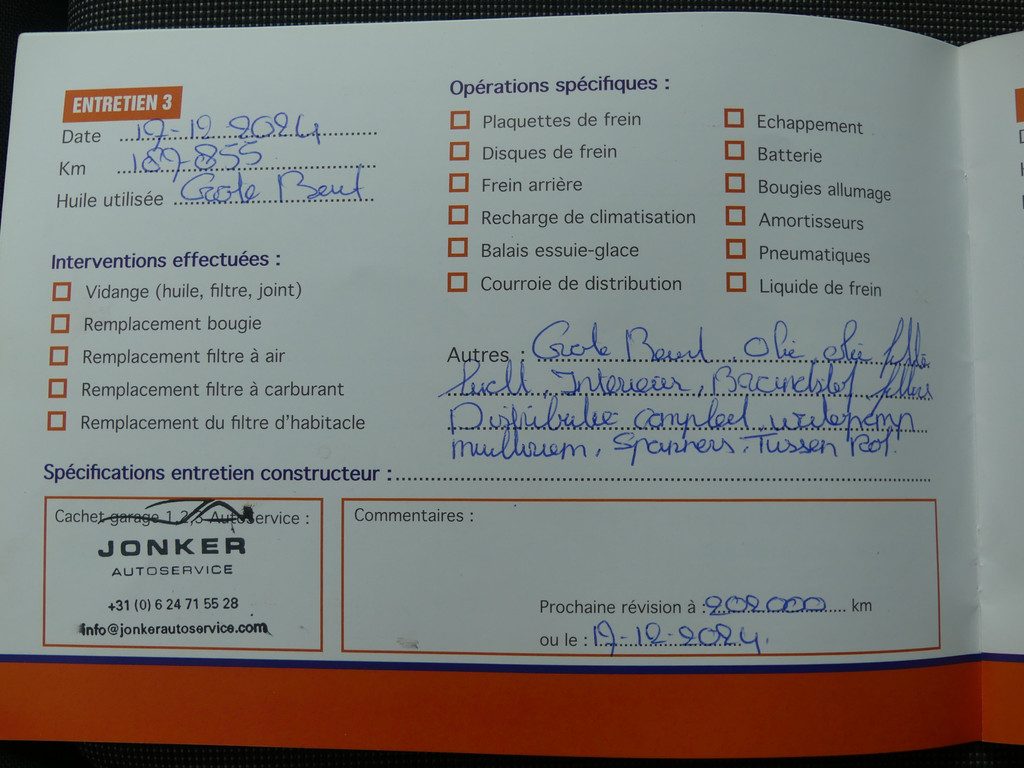 ENTRETIEN 3
Date 17-12-2024
Km 189-855
Huile utilisée Grote Beurt
Interventions effectuées :
Vidange (huile, filtre, joint)
Remplacement bougie
Remplacement filtre à air
Remplacement filtre à carburant
Remplacement du filtre d'habitacle
Opérations spécifiques :
Plaquettes de frein
Disques de frein
Frein arrière
Recharge de climatisation
Balais essuie-glace
Courroie de distribution
Echappement
Batterie
Bougies allumage
Amortisseurs
Pneumatiques
Liquide de frein
Autres : Grote Beurt, Olie, olie filter
Lucht, Interieur, filters
Distributie compleet, waterpomp
multiriem, Spanners, Tussen Rol.
Spécifications entretien constructeur :
Cachet garage 1,2,3 AutoService :
JONKER
AUTOSERVICE
+31 (0) 6 24 71 55 28
info@jonkerautoservice.com
Commentaires :
Prochaine révision à : 202000 km
ou le : 17-12-2024.